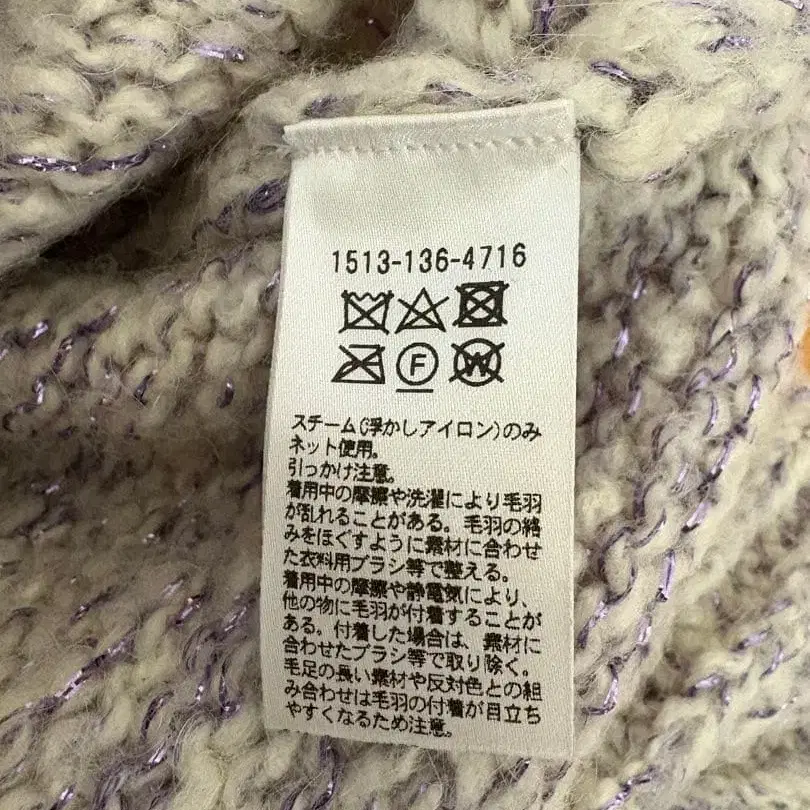 1513-136-4716
F
W
スチーム(浮かしアイロン)のみ
ネット使用。
引っかけ注意。
着用中の摩擦や洗濯により毛羽
が乱れることがある。毛羽の絡
みをほぐすように素材に合わせ
た衣料用ブラシ等で整える。
着用中の摩擦や静電気により、
他の物に毛羽が付着することが
ある。付着した場合は、素材に
合わせたブラシ等で取り除く。
毛足の長い素材や反対色との組
み合わせは毛羽の付着が目立ち
やすくなるため注意。